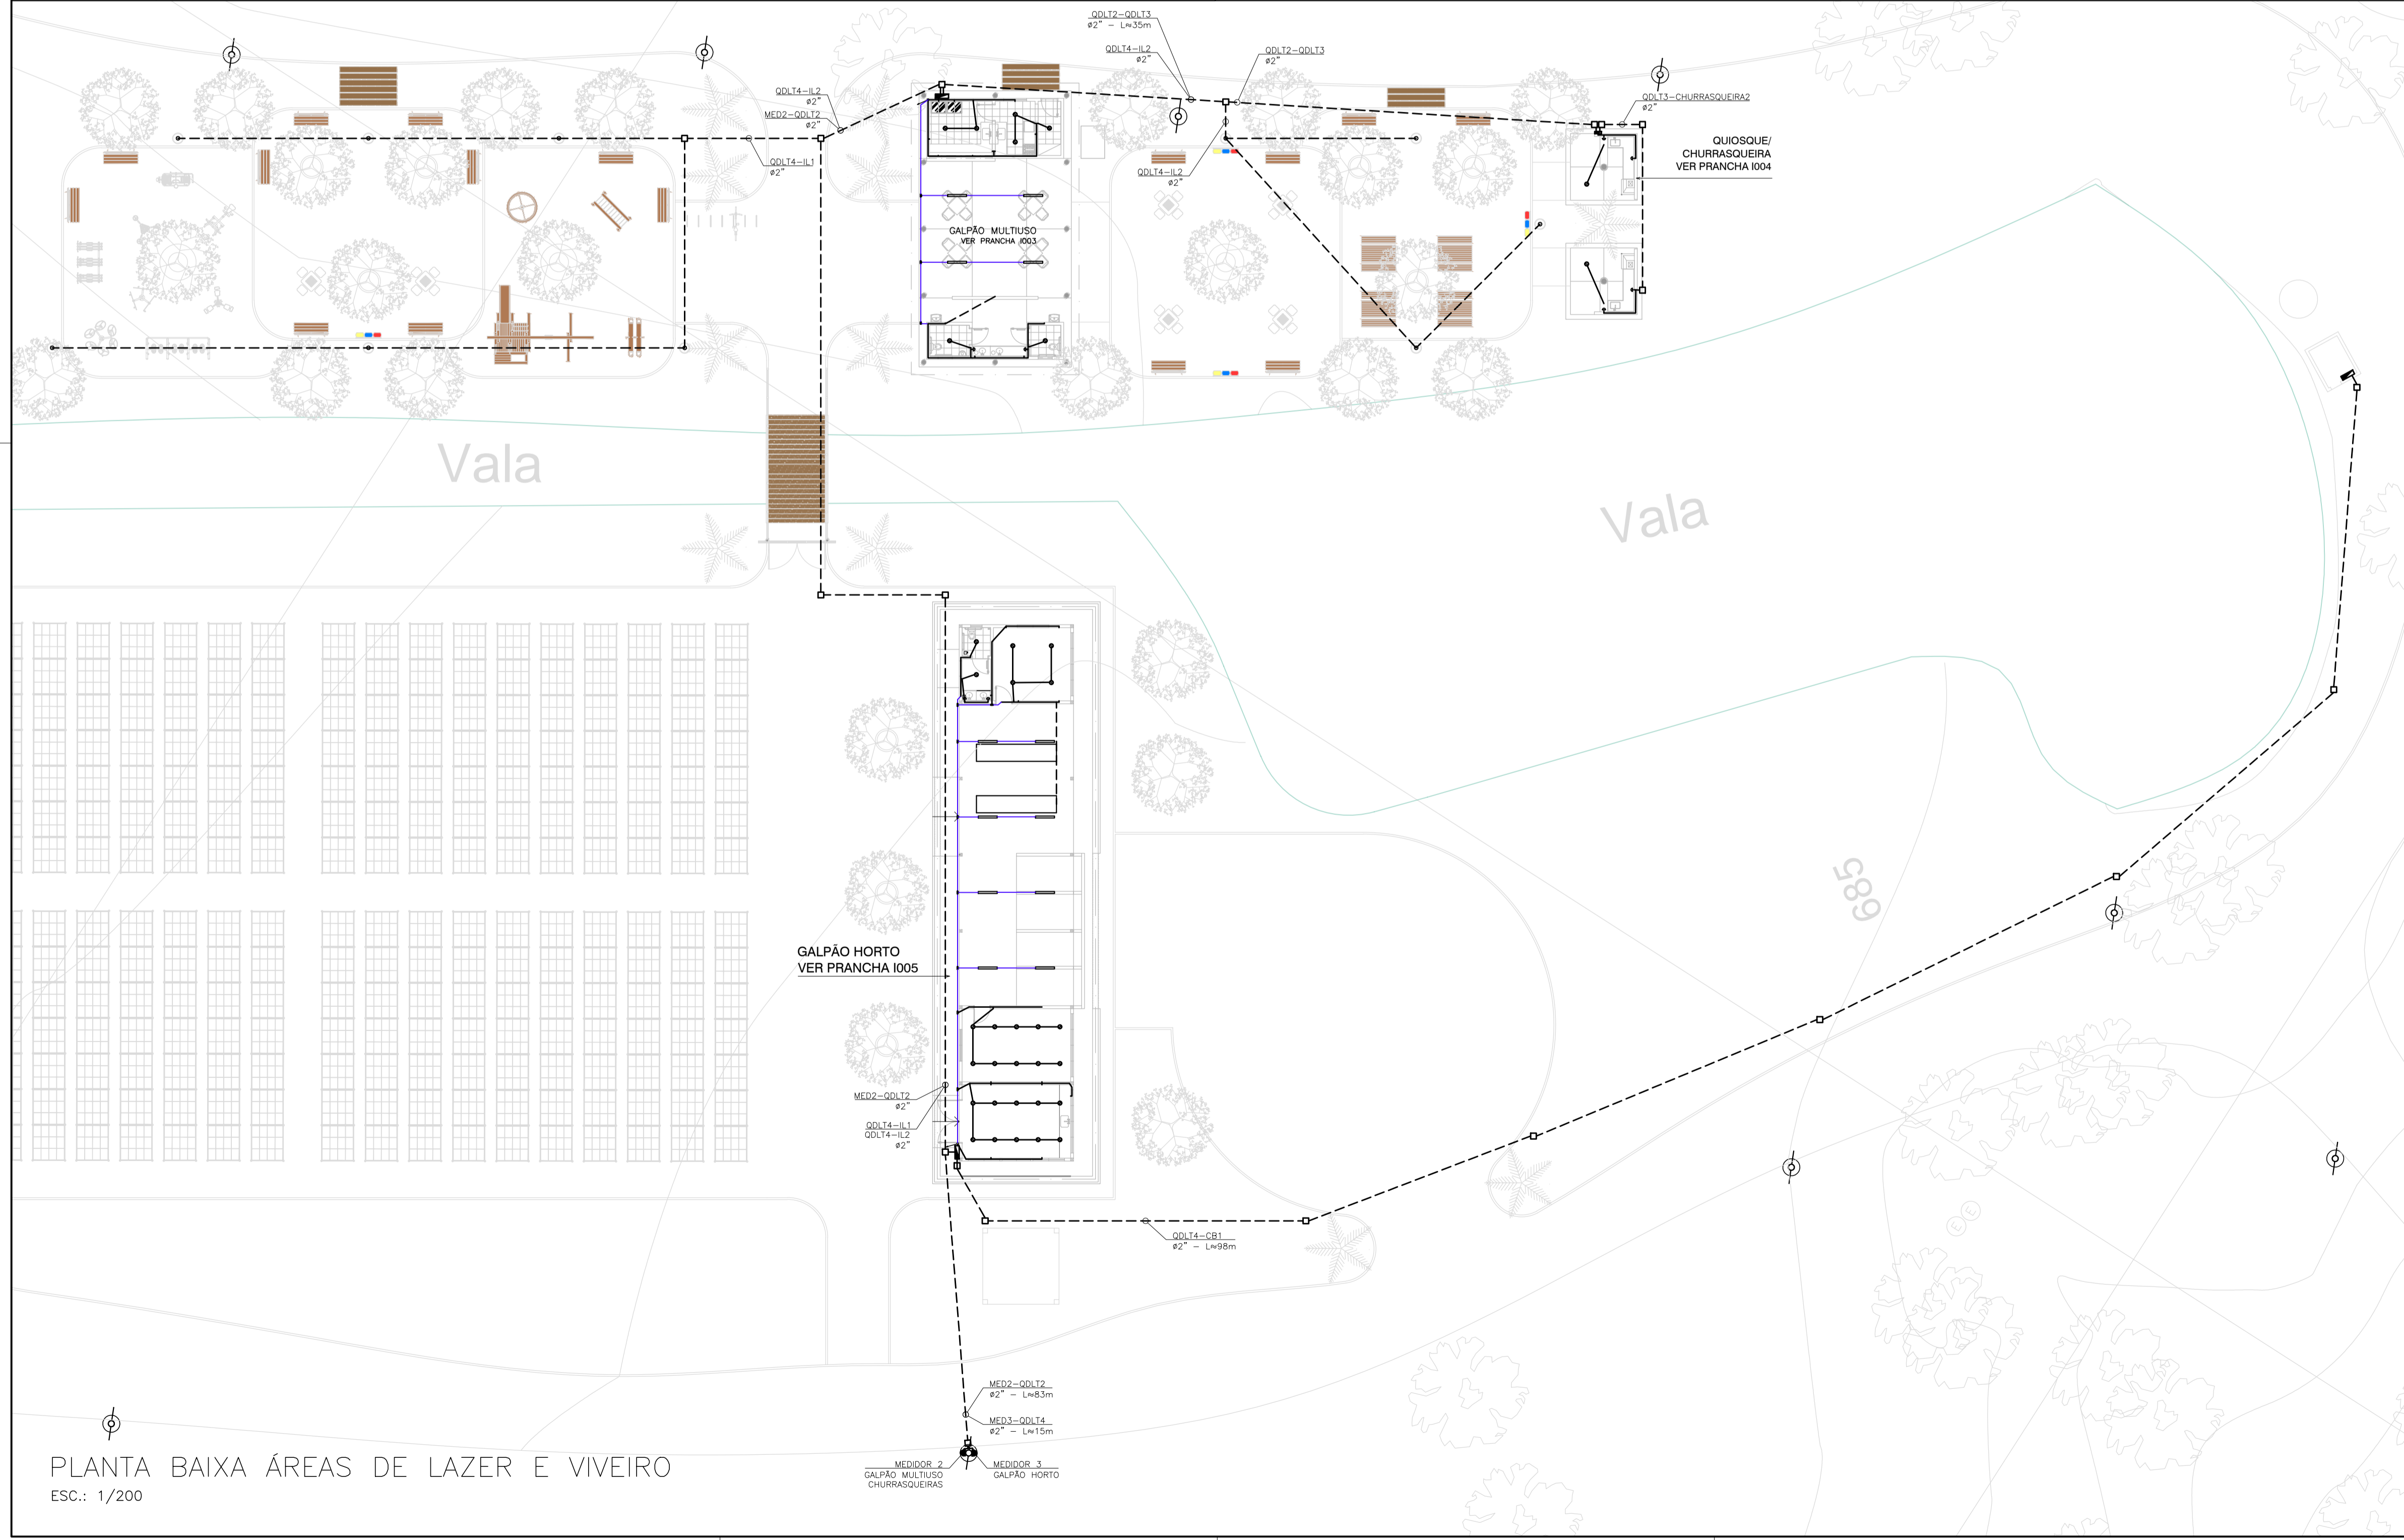 QDLT2-QDLT3
ø2" - L≈35m
QDLT4-IL2
ø2"
QDLT2-QDLT3
ø2"
QDLT4-IL2
ø2"
MED2-QDLT2
ø2"
QDLT4-IL1
ø2"
QDLT3-CHURRASQUEIRA2
ø2"
QUIOSQUE/
CHURRASQUEIRA
VER PRANCHA I004
QDLT4-IL2
ø2"
GALPÃO MULTIUSO
VER PRANCHA I003
Vala
Vala
685
GALPÃO HORTO
VER PRANCHA I005
MED2-QDLT2
ø2"
QDLT4-IL1
QDLT4-IL2
ø2"
E E
QDLT4-CB1
ø2" - L≈98m
MED2-QDLT2
ø2" - L≈83m
MED3-QDLT4
ø2" - L≈15m
MEDIDOR 2
GALPÃO MULTIUSO
CHURRASQUEIRAS
MEDIDOR 3
GALPÃO HORTO
PLANTA BAIXA ÁREAS DE LAZER E VIVEIRO
ESC.: 1/200